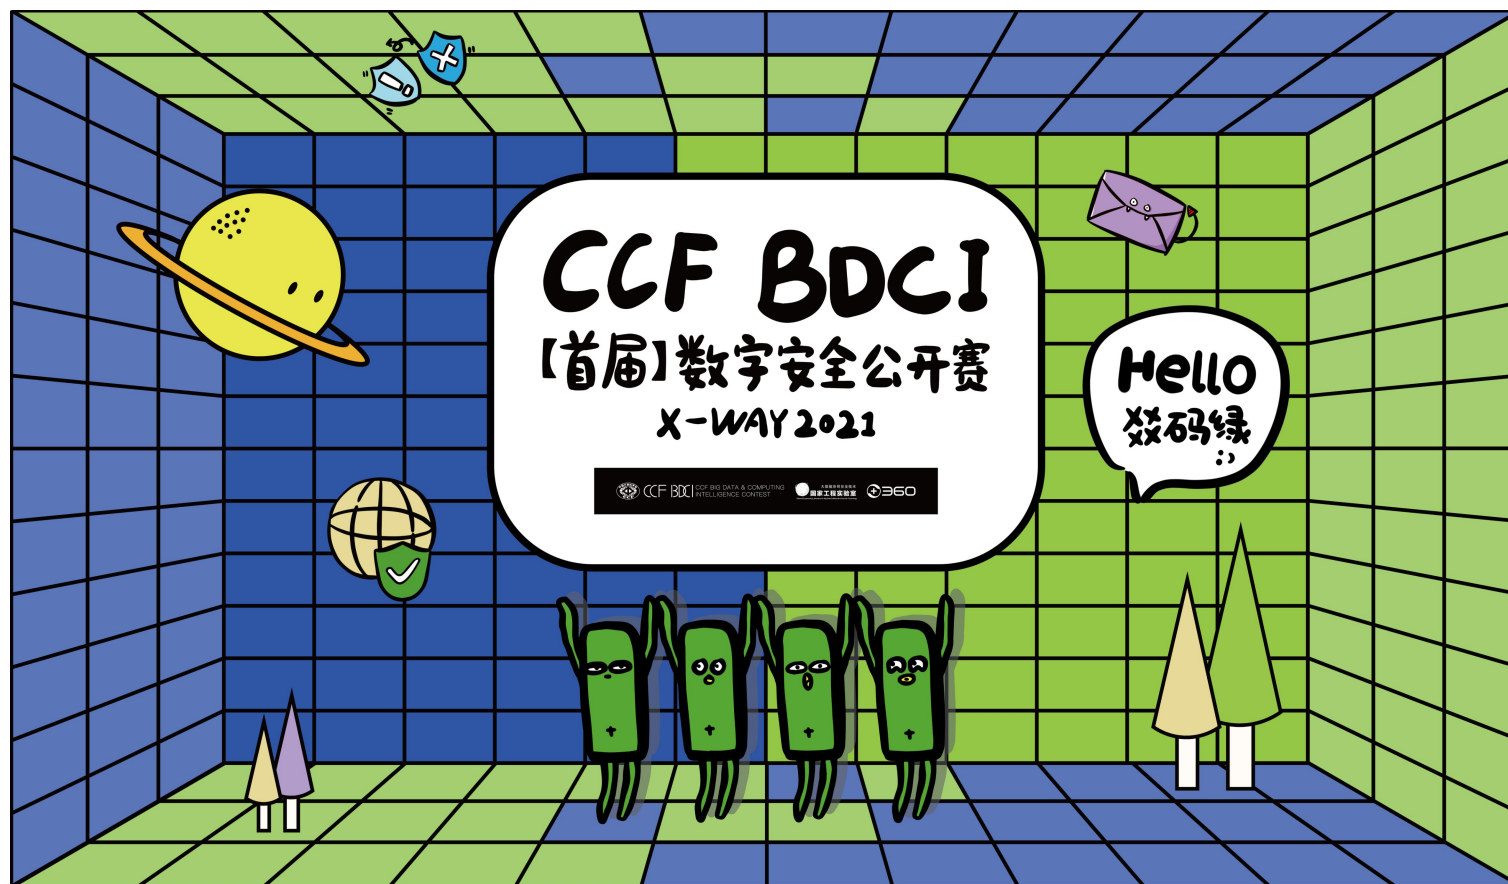 CCF BDCI
【首届】数字安全公开赛
X-WAY 2021
CCF BDCI CCF BIG DATA & COMPUTING INTELLIGENCE CONTEST
国家工程实验室
360
Hello
㸚码绿
:)